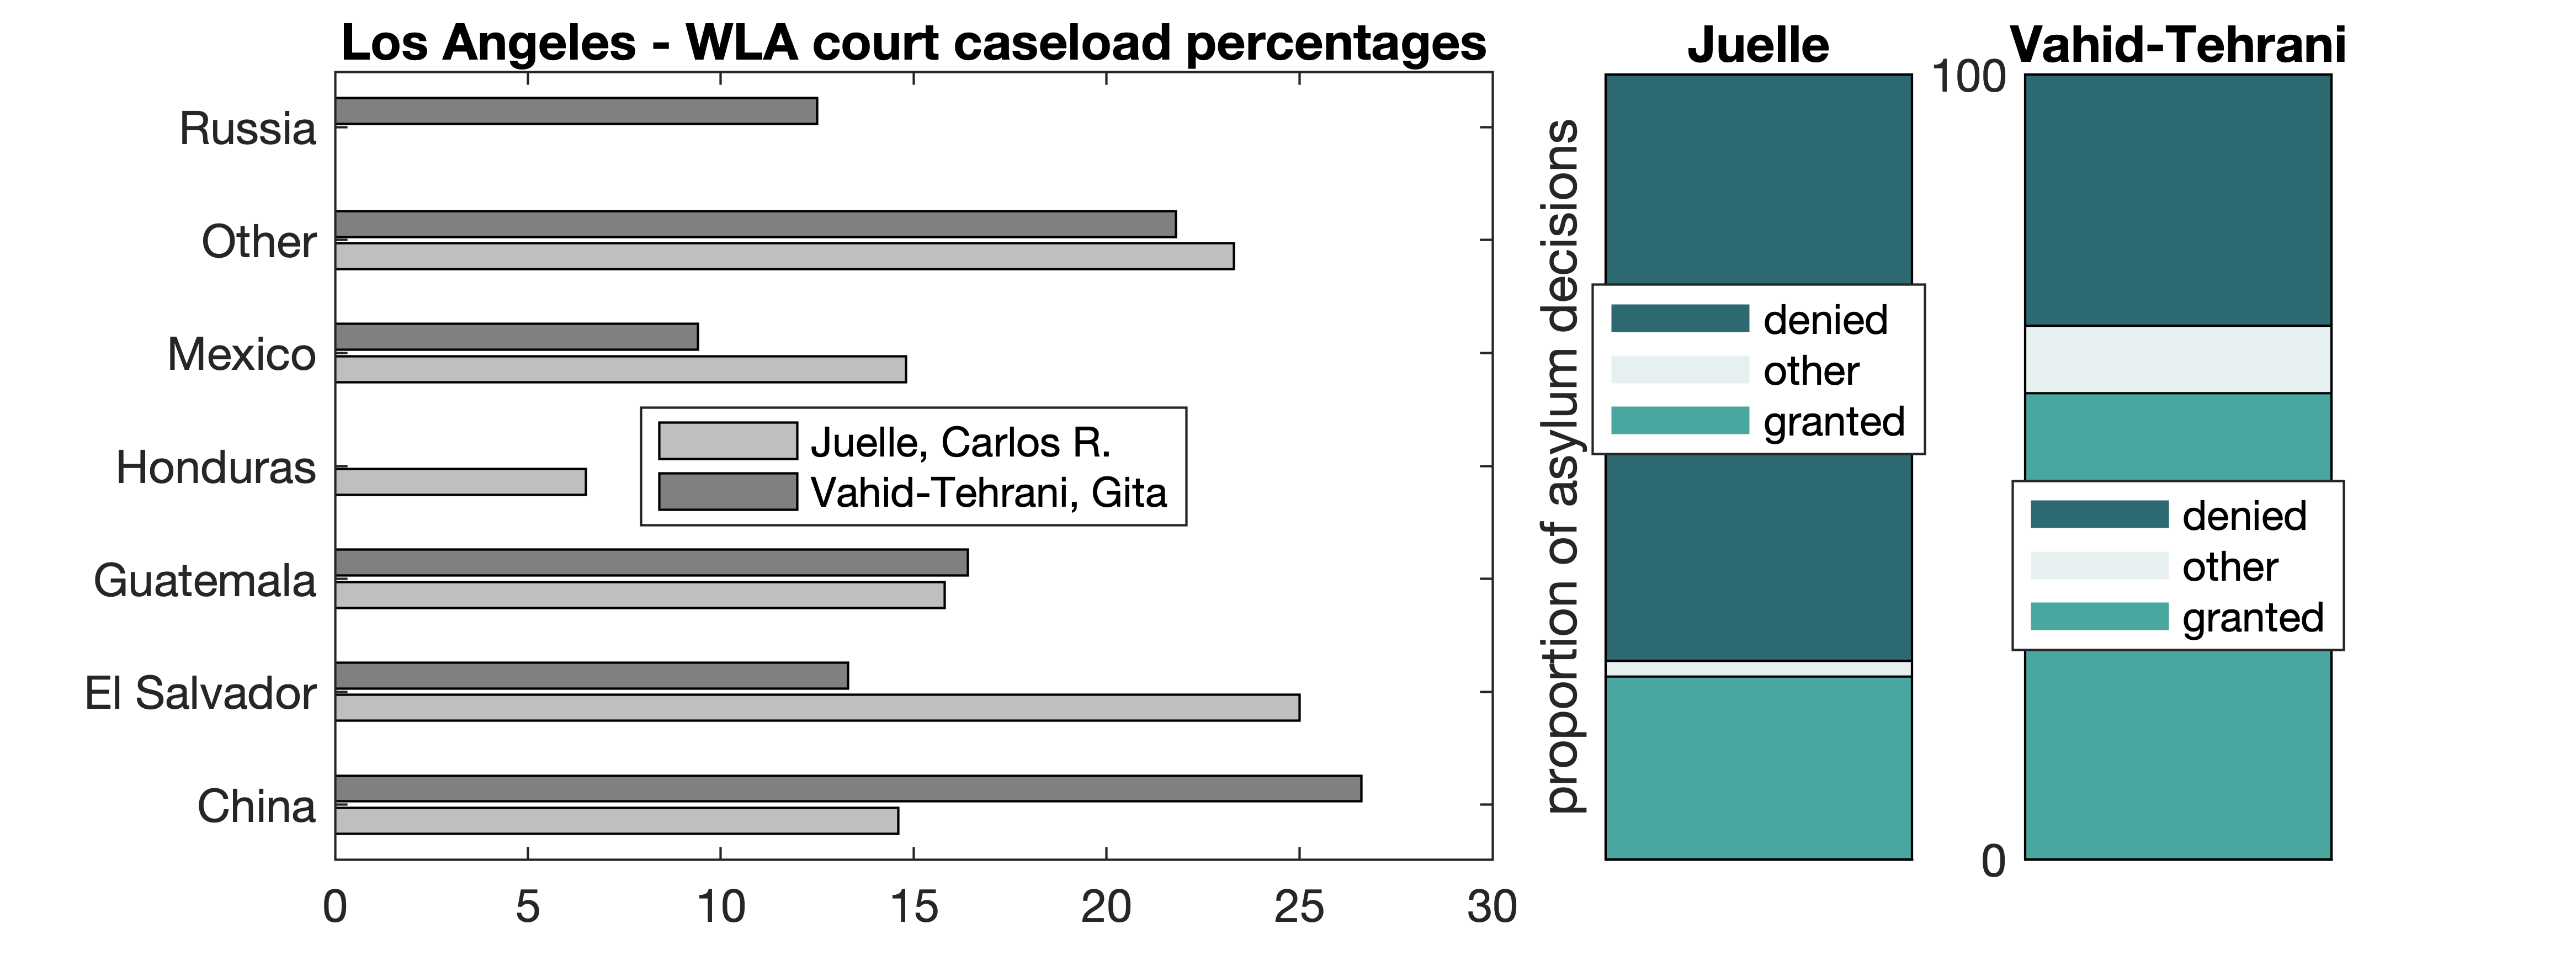 Los Angeles - WLA court caseload percentages
Russia
Other
Mexico
Honduras
Guatemala
El Salvador
China
Juelle, Carlos R.
Vahid-Tehrani, Gita
0 5 10 15 20 25 30
proportion of asylum decisions
Juelle
denied
other
granted
Vahid-Tehrani
100
0
denied
other
granted